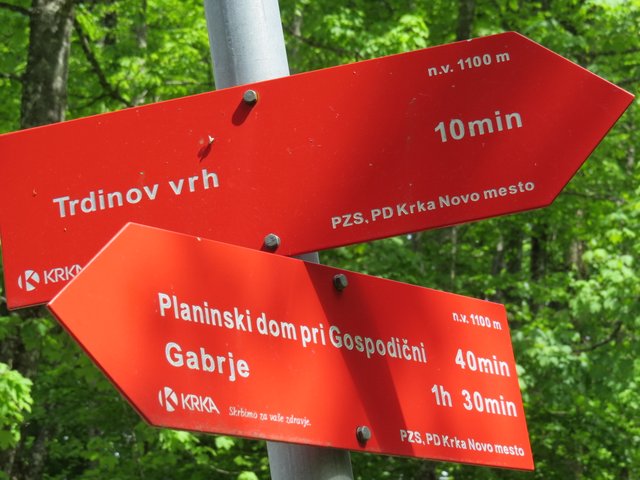 n.v. 1100 m
Trdinov vrh 10min
PZS, PD Krka Novo mesto
KRKA
n.v. 1100 m
Planinski dom pri Gospodični 40min
Gabrje 1h 30min
KRKA Skrbimo za vaše zdravje.
PZS, PD Krka Novo mesto